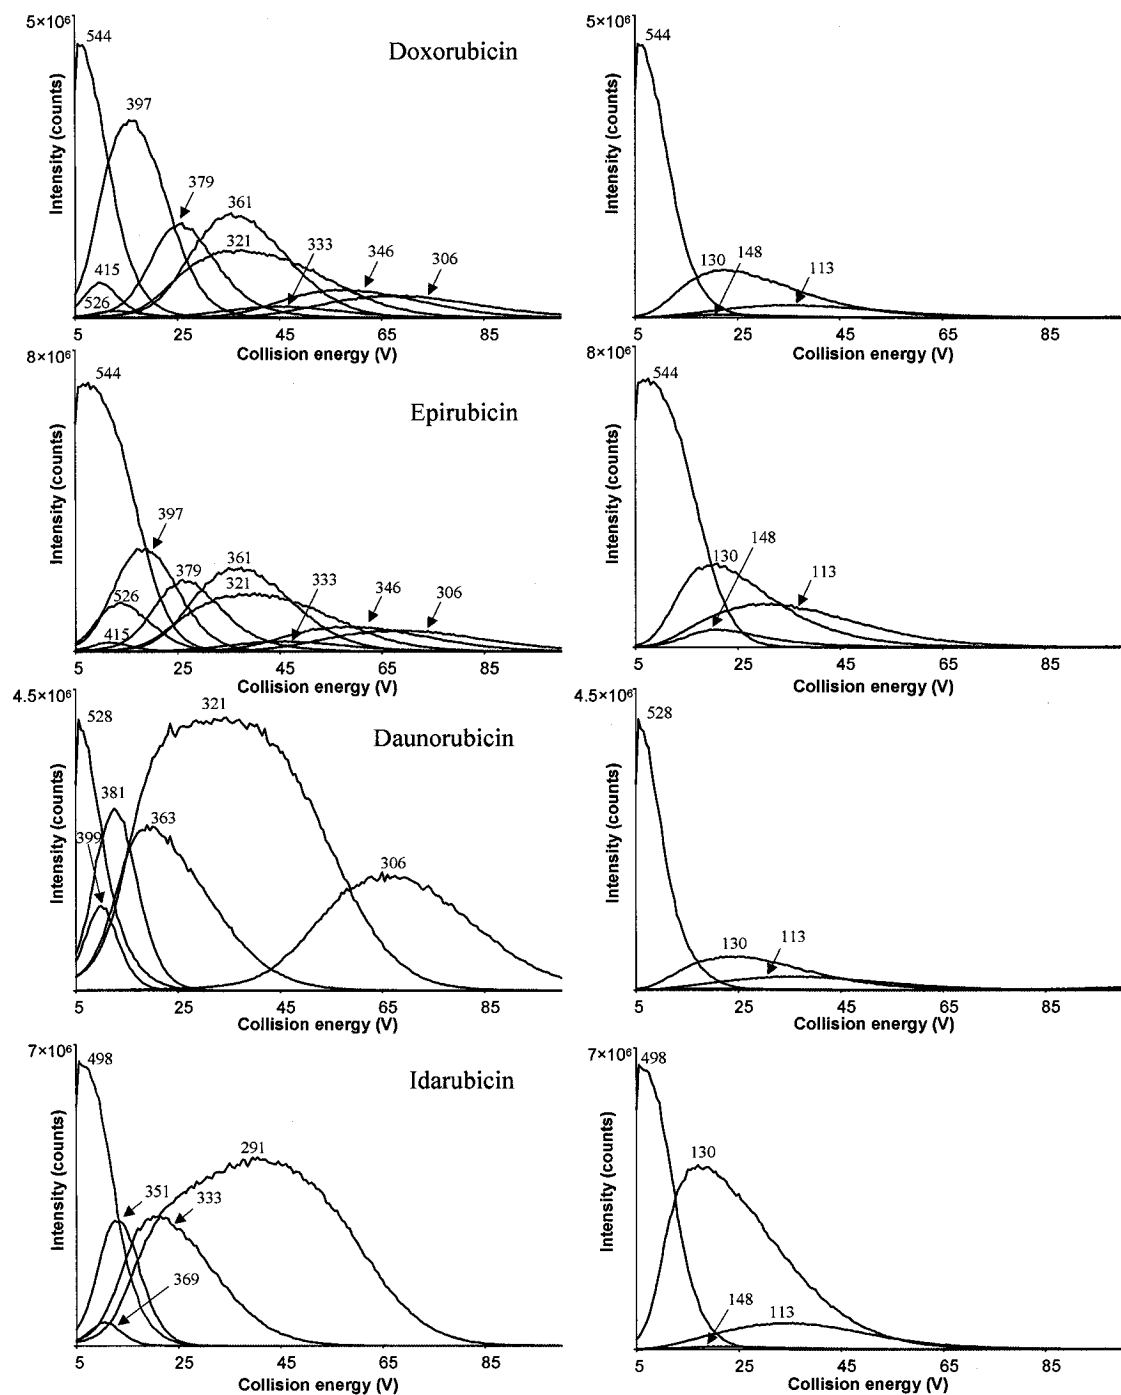 5×10⁶
544
Doxorubicin
397
379
361
321
333
346
306
415
526
Intensity (counts)
5 25 45 65 85
Collision energy (V)
5×10⁶
544
130
148
113
Intensity (counts)
5 25 45 65 85
Collision energy (V)
8×10⁶
544
Epirubicin
397
379
361
321
333
346
306
526
415
Intensity (counts)
5 25 45 65 85
Collision energy (V)
8×10⁶
544
130
148
113
Intensity (counts)
5 25 45 65 85
Collision energy (V)
4.5×10⁶
528
321
Daunorubicin
381
399
363
306
Intensity (counts)
5 25 45 65 85
Collision energy (V)
4.5×10⁶
528
130
113
Intensity (counts)
5 25 45 65 85
Collision energy (V)
7×10⁶
498
Idarubicin
291
351
333
369
Intensity (counts)
5 25 45 65 85
Collision energy (V)
7×10⁶
498
130
148
113
Intensity (counts)
5 25 45 65 85
Collision energy (V)